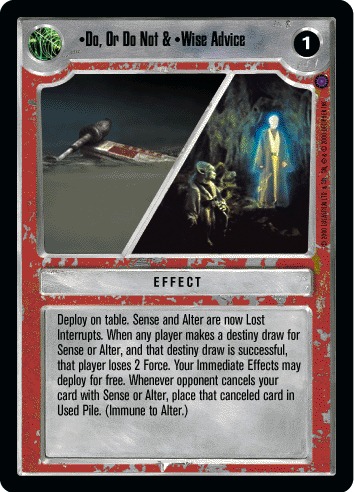 •Do, Or Do Not & •Wise Advice
1
EFFECT
Deploy on table. Sense and Alter are now Lost
Interrupts. When any player makes a destiny draw for
Sense or Alter, and that destiny draw is successful,
that player loses 2 Force. Your Immediate Effects may
deploy for free. Whenever opponent cancels your
card with Sense or Alter, place that canceled card in
Used Pile. (Immune to Alter.)